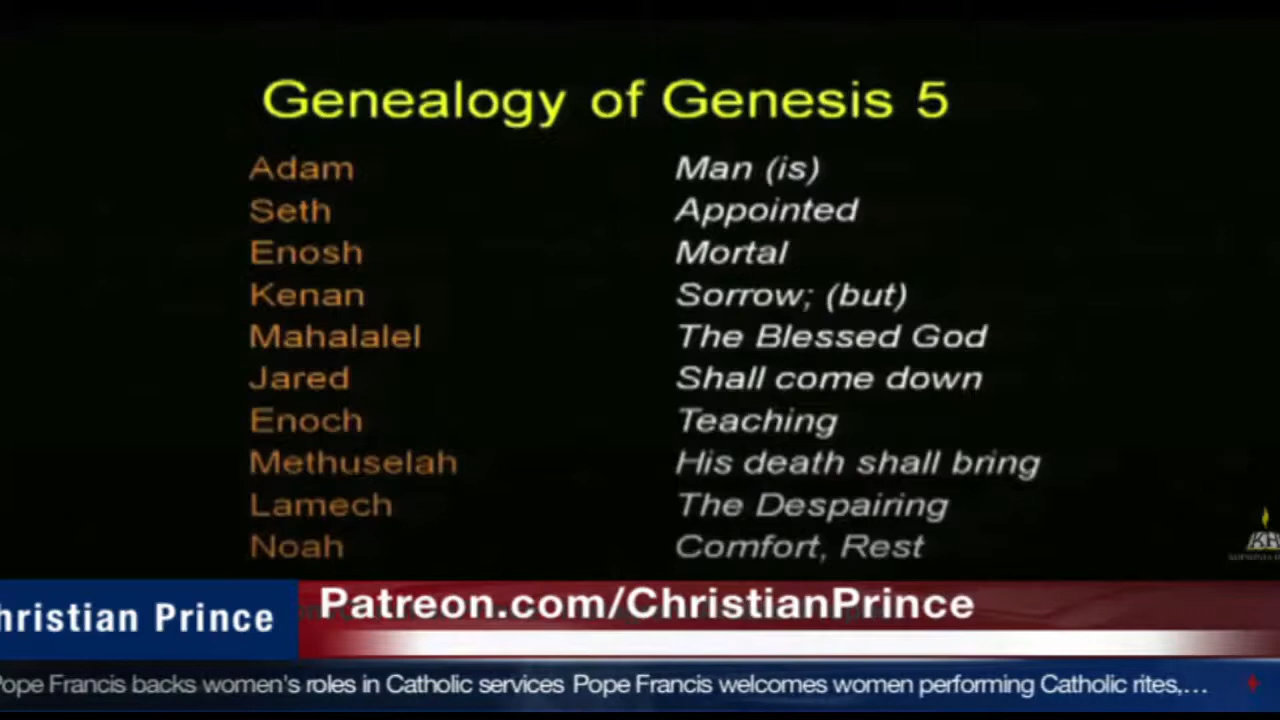 Genealogy of Genesis 5
Adam Man (is)
Seth Appointed
Enosh Mortal
Kenan Sorrow; (but)
Mahalalel The Blessed God
Jared Shall come down
Enoch Teaching
Methuselah His death shall bring
Lamech The Despairing
Noah Comfort, Rest
KH
hristian Prince Patreon.com/ChristianPrince
Pope Francis backs women's roles in Catholic services Pope Francis welcomes women performing Catholic rites,…